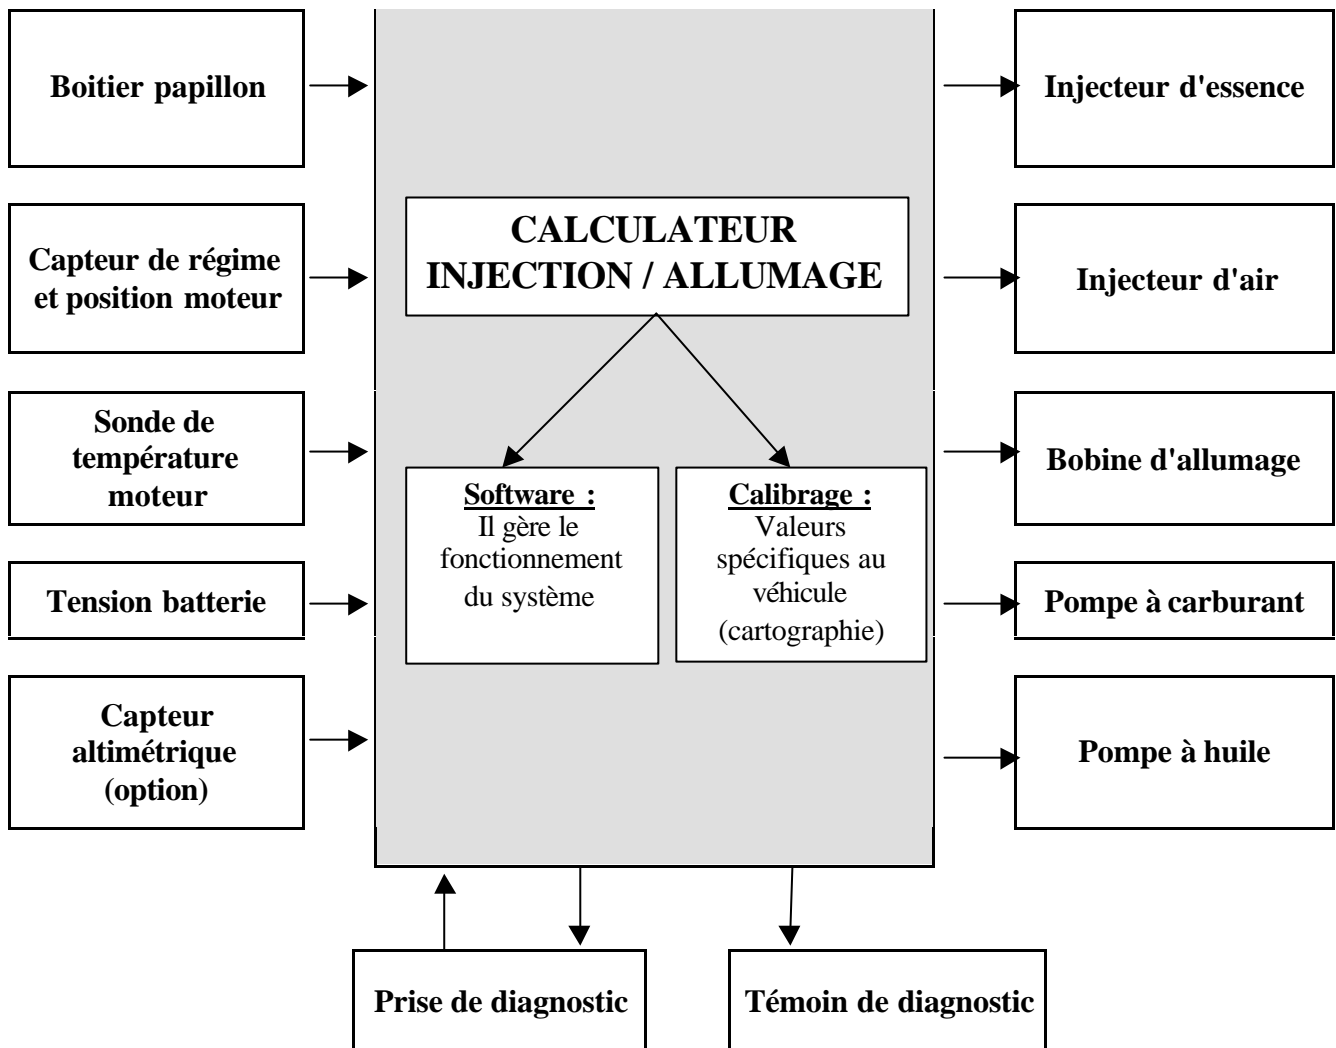 Boitier papillon
Capteur de régime
et position moteur
Sonde de
température
moteur
Tension batterie
Capteur
altimétrique
(option)
CALCULATEUR
INJECTION / ALLUMAGE
Software :
Il gère le
fonctionnement
du système
Calibrage :
Valeurs
spécifiques au
véhicule
(cartographie)
Injecteur d'essence
Injecteur d'air
Bobine d'allumage
Pompe à carburant
Pompe à huile
Prise de diagnostic
Témoin de diagnostic